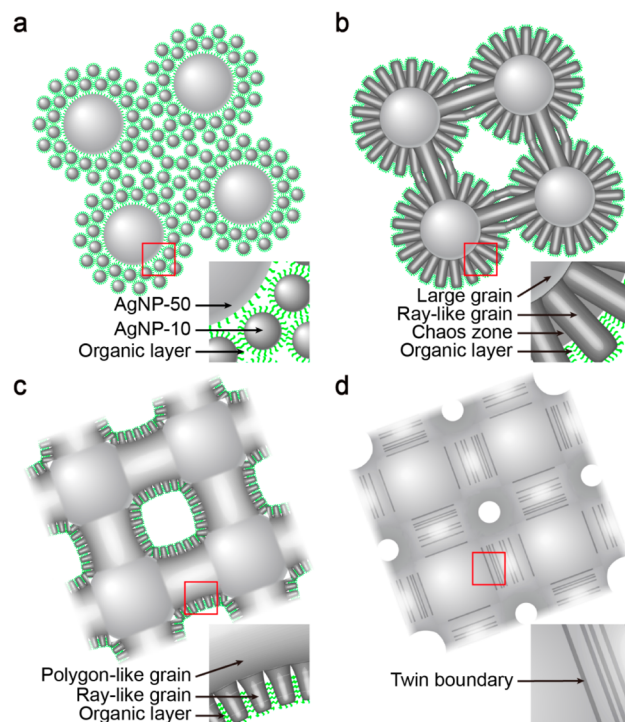 a
b
AgNP-50
AgNP-10
Organic layer
Large grain
Ray-like grain
Chaos zone
Organic layer
c
d
Polygon-like grain
Ray-like grain
Organic layer
Twin boundary